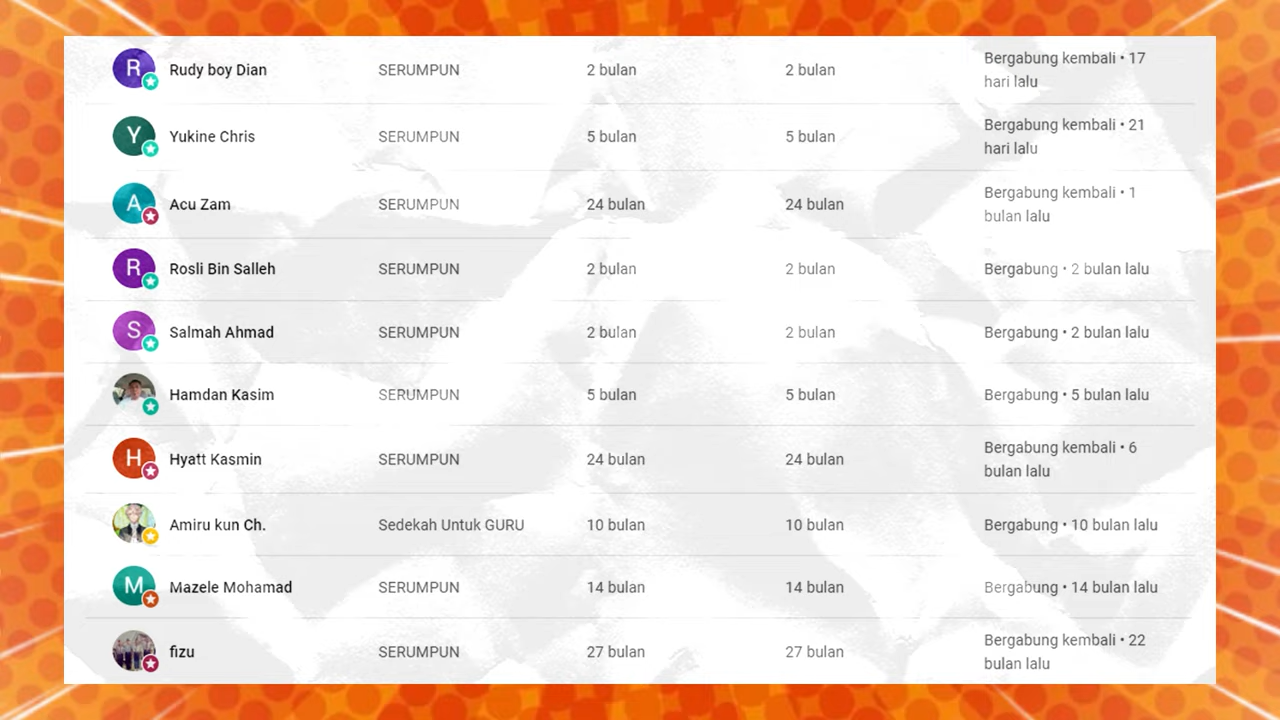 R Rudy boy Dian SERUMPUN 2 bulan 2 bulan Bergabung kembali • 17
hari lalu
Y Yukine Chris SERUMPUN 5 bulan 5 bulan Bergabung kembali • 21
hari lalu
A Acu Zam SERUMPUN 24 bulan 24 bulan Bergabung kembali • 1
bulan lalu
R Rosli Bin Salleh SERUMPUN 2 bulan 2 bulan Bergabung • 2 bulan lalu
S Salmah Ahmad SERUMPUN 2 bulan 2 bulan Bergabung • 2 bulan lalu
Hamdan Kasim SERUMPUN 5 bulan 5 bulan Bergabung • 5 bulan lalu
H Hyatt Kasmin SERUMPUN 24 bulan 24 bulan Bergabung kembali • 6
bulan lalu
Amiru kun Ch. Sedekah Untuk GURU 10 bulan 10 bulan Bergabung • 10 bulan lalu
M Mazele Mohamad SERUMPUN 14 bulan 14 bulan Bergabung • 14 bulan lalu
fizu SERUMPUN 27 bulan 27 bulan Bergabung kembali • 22
bulan lalu